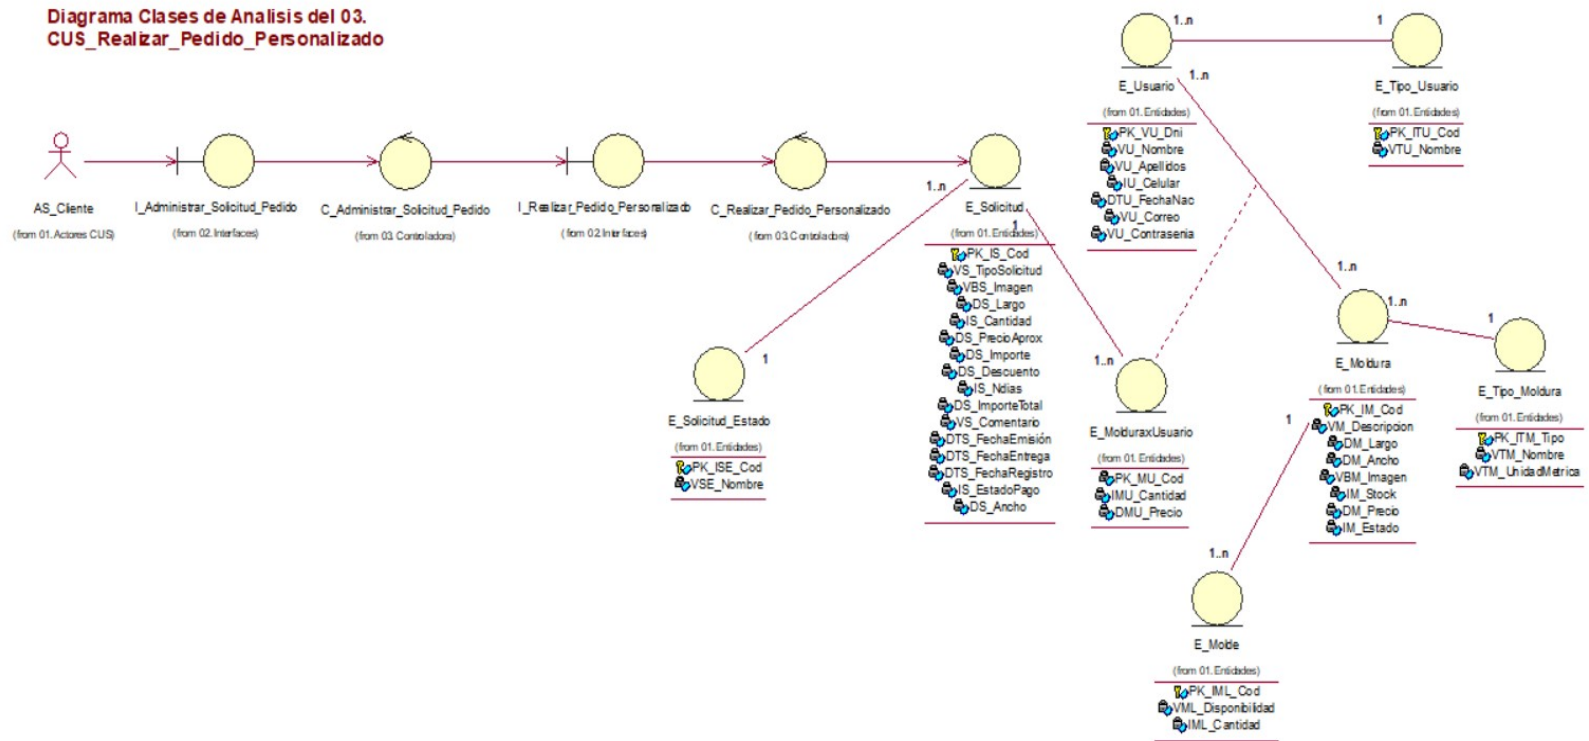 Diagrama Clases de Analisis del 03.
CUS_Realizar_Pedido_Personalizado
AS_Cliente
(from 01. Actores CUS)
I_Administrar_Solicitud_Pedido
(from 02. Interfaces)
C_Administrar_Solicitud_Pedido
(from 03. Controladora)
I_Realizar_Pedido_Personalizado
(from 02. Interfaces)
C_Realizar_Pedido_Personalizado
(from 03. Controladora)
1..n
E_Solicitud
(from 01. Entidades)
1
PK_IS_Cod
VS_TipoSolicitud
VBS_Imagen
DS_Largo
IS_Cantidad
DS_PrecioAprox
DS_Importe
DS_Descuento
IS_Ndias
DS_ImporteTotal
VS_Comentario
DTS_FechaEmisión
DTS_FechaEntrega
DTS_FechaRegistro
IS_EstadoPago
DS_Ancho
1
E_Solicitud_Estado
(from 01. Entidades)
PK_ISE_Cod
VSE_Nombre
1..n
E_MolduraxUsuario
(from 01. Entidades)
PK_MU_Cod
IMU_Cantidad
DMU_Precio
1..n
1
1..n
E_Usuario
(from 01. Entidades)
PK_VU_Dni
VU_Nombre
VU_Apellidos
IU_Celular
DTU_FechaNac
VU_Correo
VU_Contrasenia
E_Tipo_Usuario
(from 01. Entidades)
PK_ITU_Cod
VTU_Nombre
1..n
1..n
1
E_Moldura
(from 01. Entidades)
1
PK_IM_Cod
VM_Descripcion
DM_Largo
DM_Ancho
VBM_Imagen
IM_Stock
DM_Precio
IM_Estado
E_Tipo_Moldura
(from 01. Entidades)
PK_ITM_Tipo
VTM_Nombre
VTM_UnidadMetrica
1..n
E_Molde
(from 01. Entidades)
PK_IML_Cod
VML_Disponibilidad
IML_Cantidad